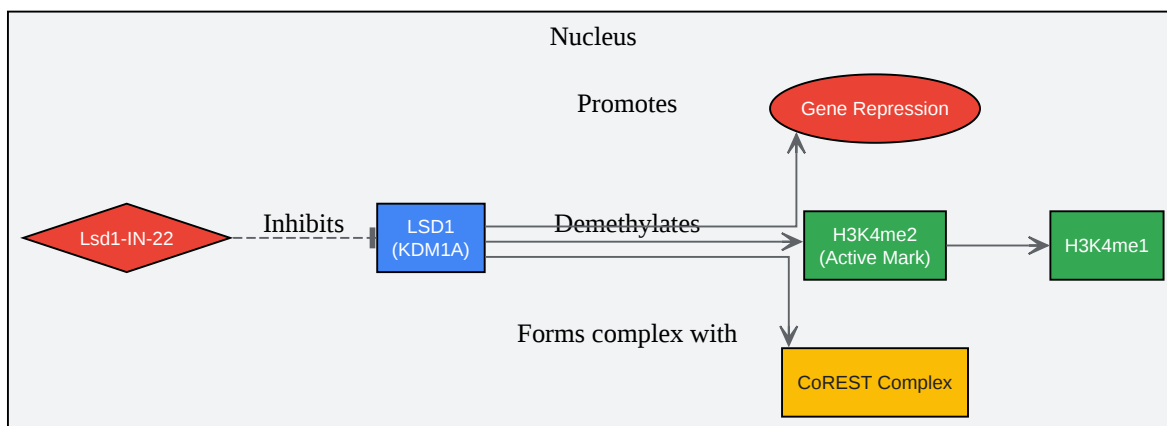 Nucleus
Promotes
Gene Repression
Lsd1-IN-22
Inhibits
LSD1
(KDM1A)
Demethylates
H3K4me2
(Active Mark)
H3K4me1
Forms complex with
CoREST Complex